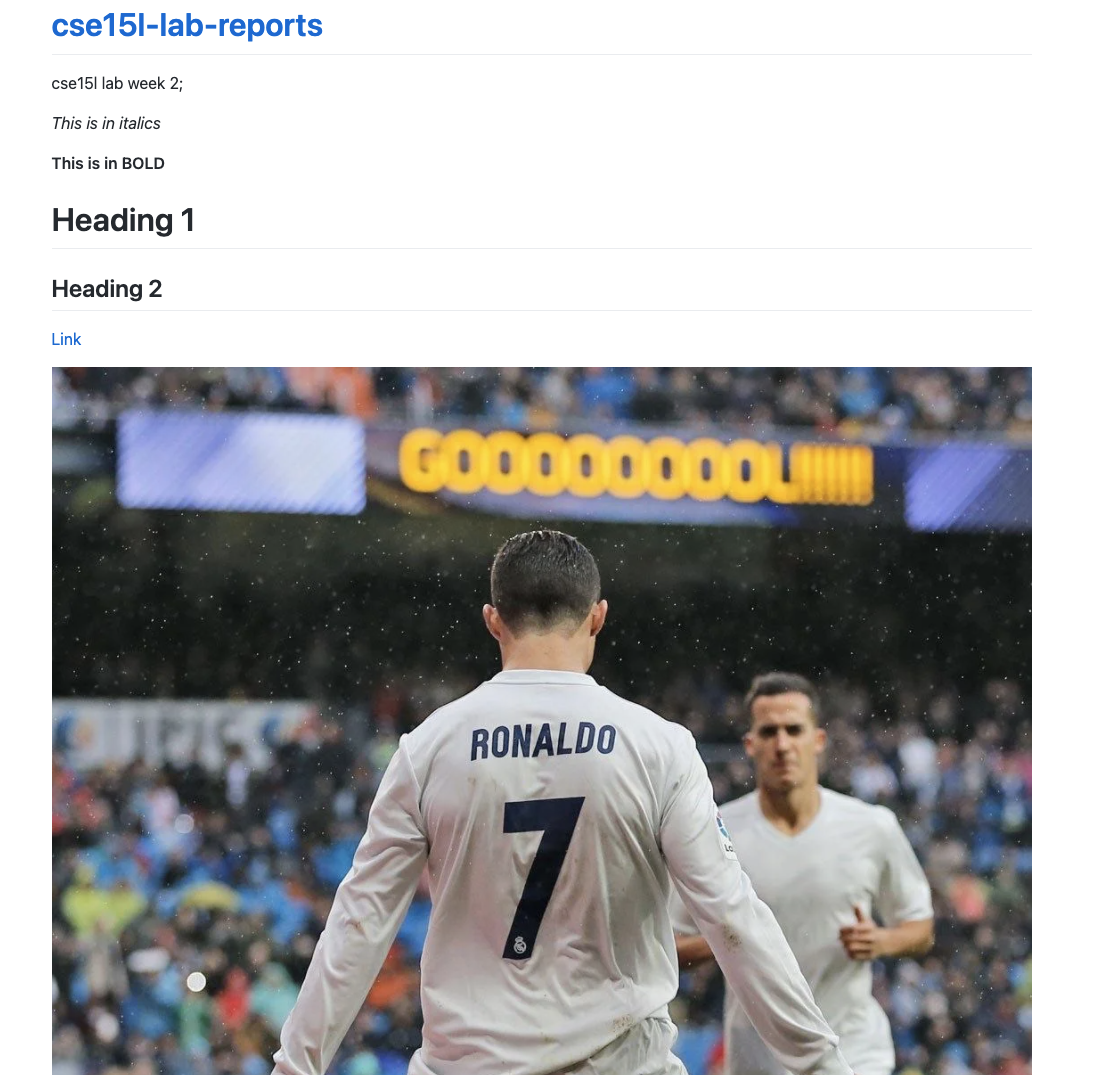 cse15l-lab-reports
cse15l lab week 2;
This is in italics
This is in BOLD
Heading 1
Heading 2
Link
GOOOOOOOOOL!!!!!!!
RONALDO
7